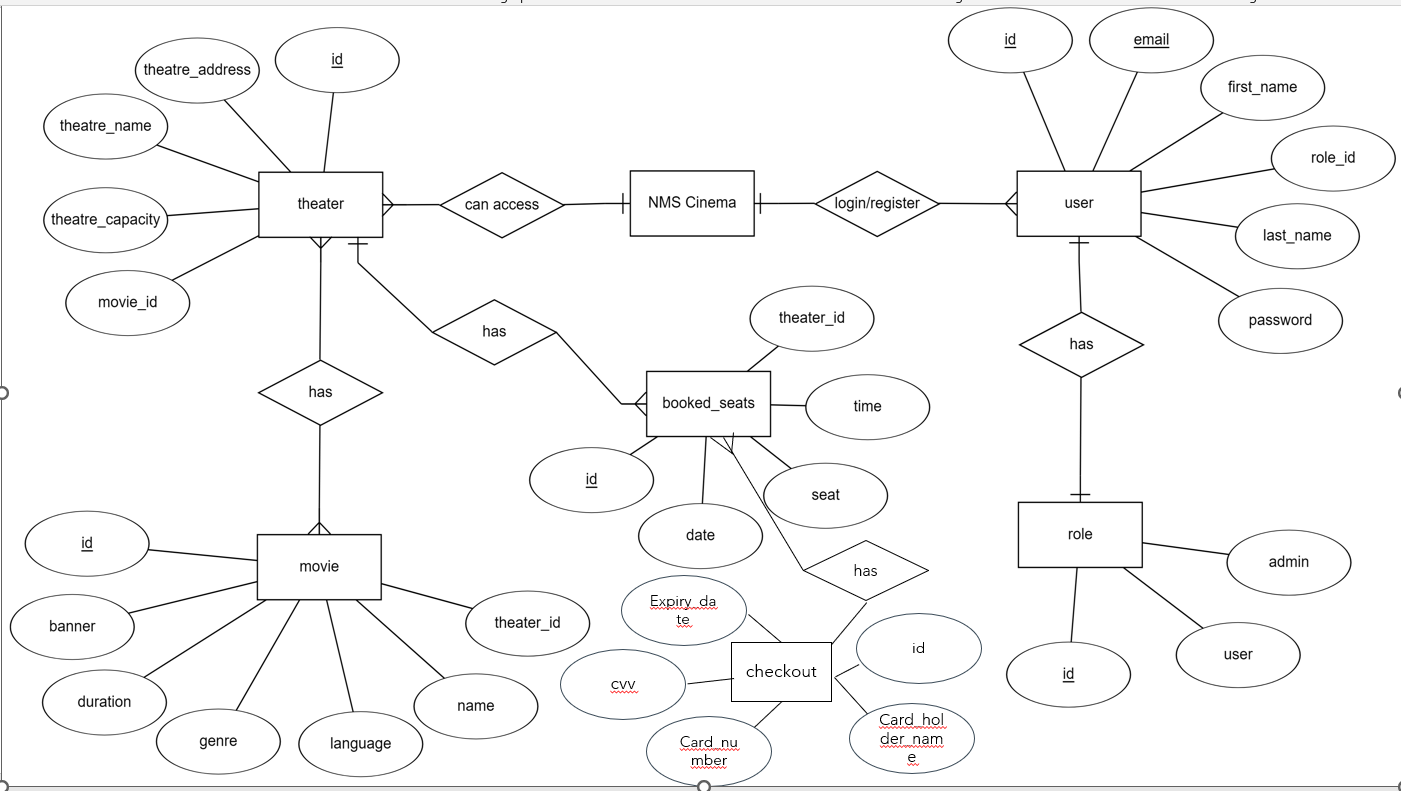 id
email
theatre_address
id
first_name
theatre_name
role_id
theater
can access
NMS Cinema
login/register
user
theatre_capacity
last_name
movie_id
has
theater_id
password
has
has
booked_seats
time
id
seat
date
id
movie
has
role
admin
banner
theater_id
Expiry_da
te
id
user
duration
name
cvv
checkout
id
genre
language
Card_nu
mber
Card_hol
der_nam
e